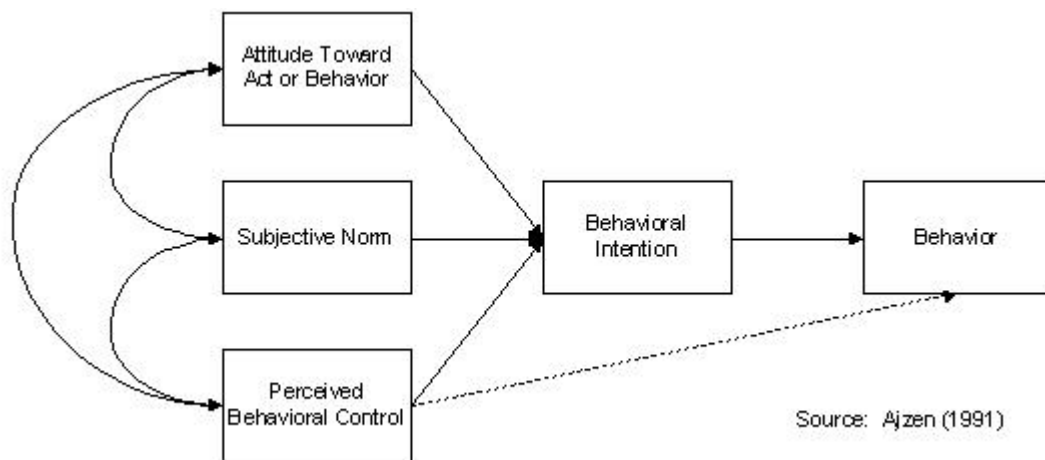 Attitude Toward
Act or Behavior
Subjective Norm
Behavioral
Intention
Behavior
Perceived
Behavioral Control
Source: Ajzen (1991)